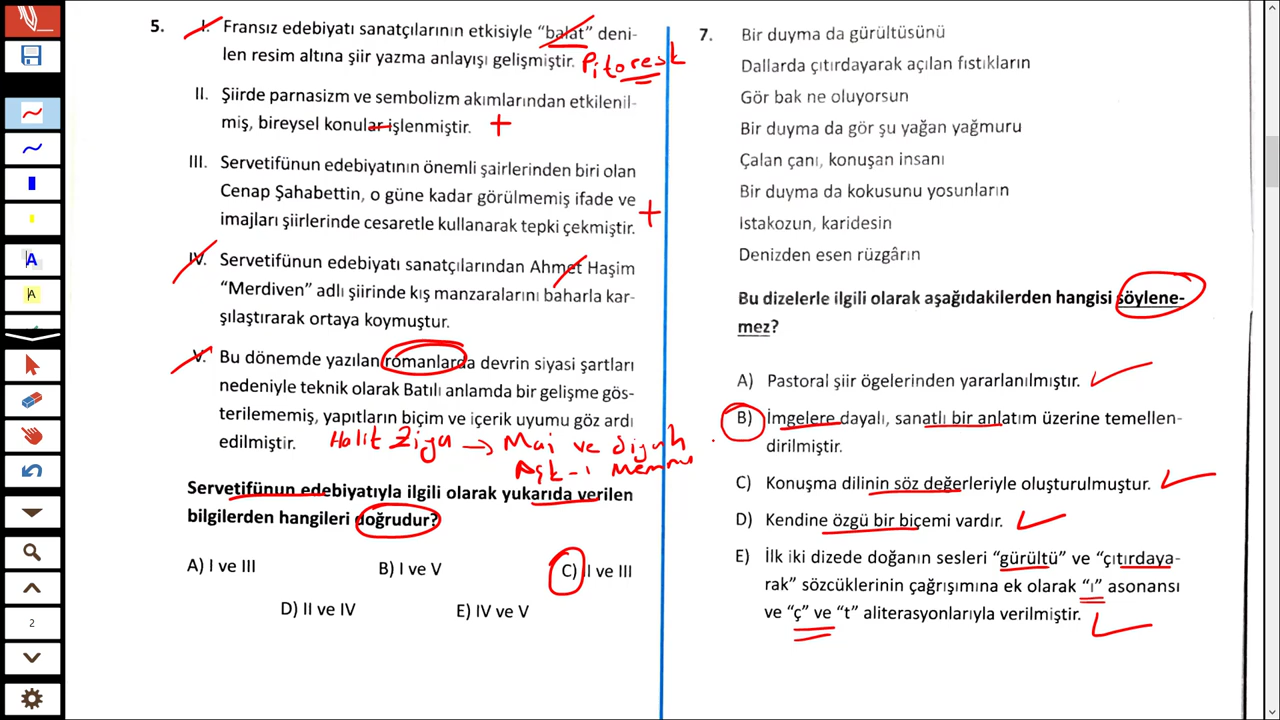 5. I. Fransız edebiyatı sanatçılarının etkisiyle “balat” deni-
len resim altına şiir yazma anlayışı gelişmiştir. Pitoresk
II. Şiirde parnasizm ve sembolizm akımlarından etkilenil-
miş, bireysel konular işlenmiştir. +
III. Servetifünun edebiyatının önemli şairlerinden biri olan
Cenap Şahabettin, o güne kadar görülmemiş ifade ve
imajları şiirlerinde cesaretle kullanarak tepki çekmiştir. +
IV. Servetifünun edebiyatı sanatçılarından Ahmet Haşim
“Merdiven” adlı şiirinde kış manzaralarını baharla kar-
şılaştırarak ortaya koymuştur.
V. Bu dönemde yazılan romanlarda devrin siyasi şartları
nedeniyle teknik olarak Batılı anlamda bir gelişme gös-
terilememiş, yapıtların biçim ve içerik uyumu göz ardı
edilmiştir. Halit Ziya → Mai ve Siyah
Aşk-ı Memnu
Servetifünun edebiyatıyla ilgili olarak yukarıda verilen
bilgilerden hangileri doğrudur?
A) I ve III B) I ve V C) II ve III
D) II ve IV E) IV ve V
7. Bir duyma da gürültüsünü
Dallarda çıtırdayarak açılan fıstıkların
Gör bak ne oluyorsun
Bir duyma da gör şu yağan yağmuru
Çalan çanı, konuşan insanı
Bir duyma da kokusunu yosunların
İstakozun, karidesin
Denizden esen rüzgârın
Bu dizelerle ilgili olarak aşağıdakilerden hangisi söylene-
mez?
A) Pastoral şiir ögelerinden yararlanılmıştır.
B) İmgelere dayalı, sanatlı bir anlatım üzerine temellen-
dirilmiştir.
C) Konuşma dilinin söz değerleriyle oluşturulmuştur.
D) Kendine özgü bir biçemi vardır.
E) İlk iki dizede doğanın sesleri “gürültü” ve “çıtırdaya-
rak” sözcüklerinin çağrışımına ek olarak “ı” asonansı
ve “ç” ve “t” aliterasyonlarıyla verilmiştir.
A
A
2